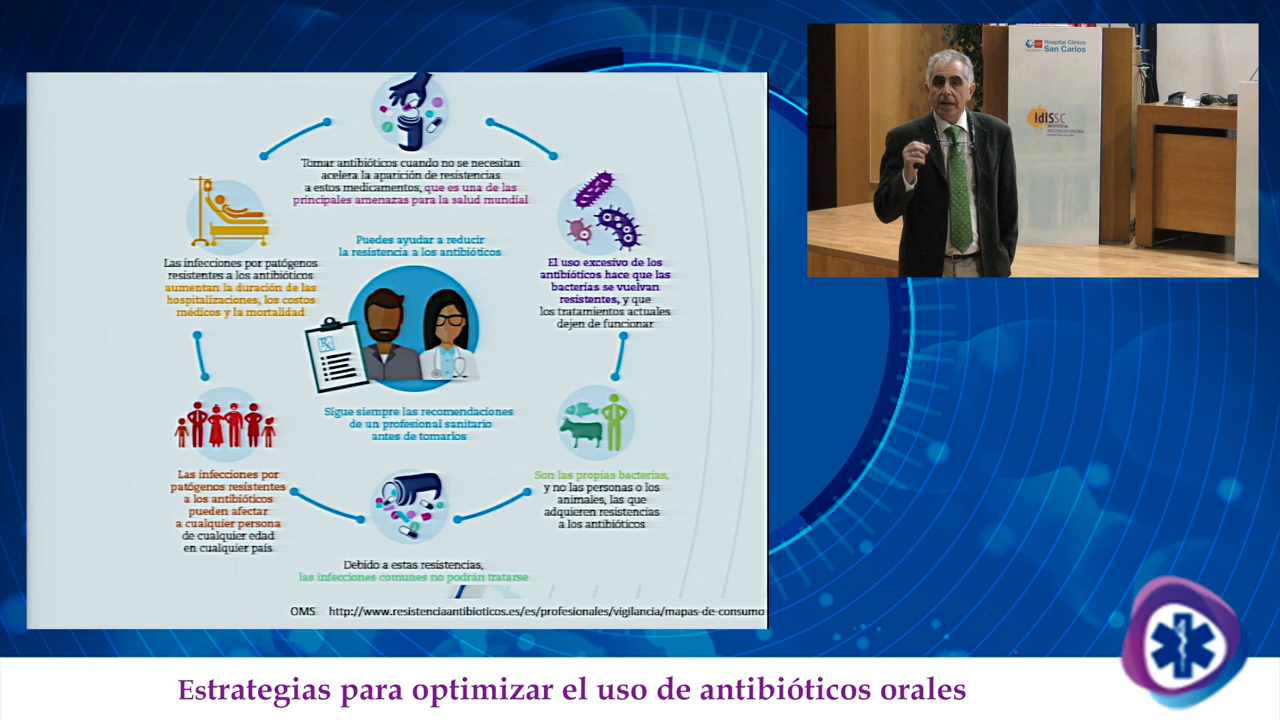 Tomar antibióticos cuando no se necesitan
acelera la aparición de resistencias
a estos medicamentos, que es una de las
principales amenazas para la salud mundial
Puedes ayudar a reducir
la resistencia a los antibióticos
Las infecciones por patógenos
resistentes a los antibióticos
aumentan la duración de las
hospitalizaciones, los costos
médicos y la mortalidad
El uso excesivo de los
antibióticos hace que las
bacterias se vuelvan
resistentes, y que
los tratamientos actuales
dejen de funcionar
Sigue siempre las recomendaciones
de un profesional sanitario
antes de tomarlos
Las infecciones por
patógenos resistentes
a los antibióticos
pueden afectar
a cualquier persona
de cualquier edad
en cualquier país
Son las propias bacterias,
y no las personas o los
animales, las que
adquieren resistencias
a los antibióticos
Debido a estas resistencias,
las infecciones comunes no podrán tratarse
OMS http://www.resistenciaantibioticos.es/es/profesionales/vigilancia/mapas-de-consumo
Hospital Clínico
San Carlos
IdISSC
Estrategias para optimizar el uso de antibióticos orales